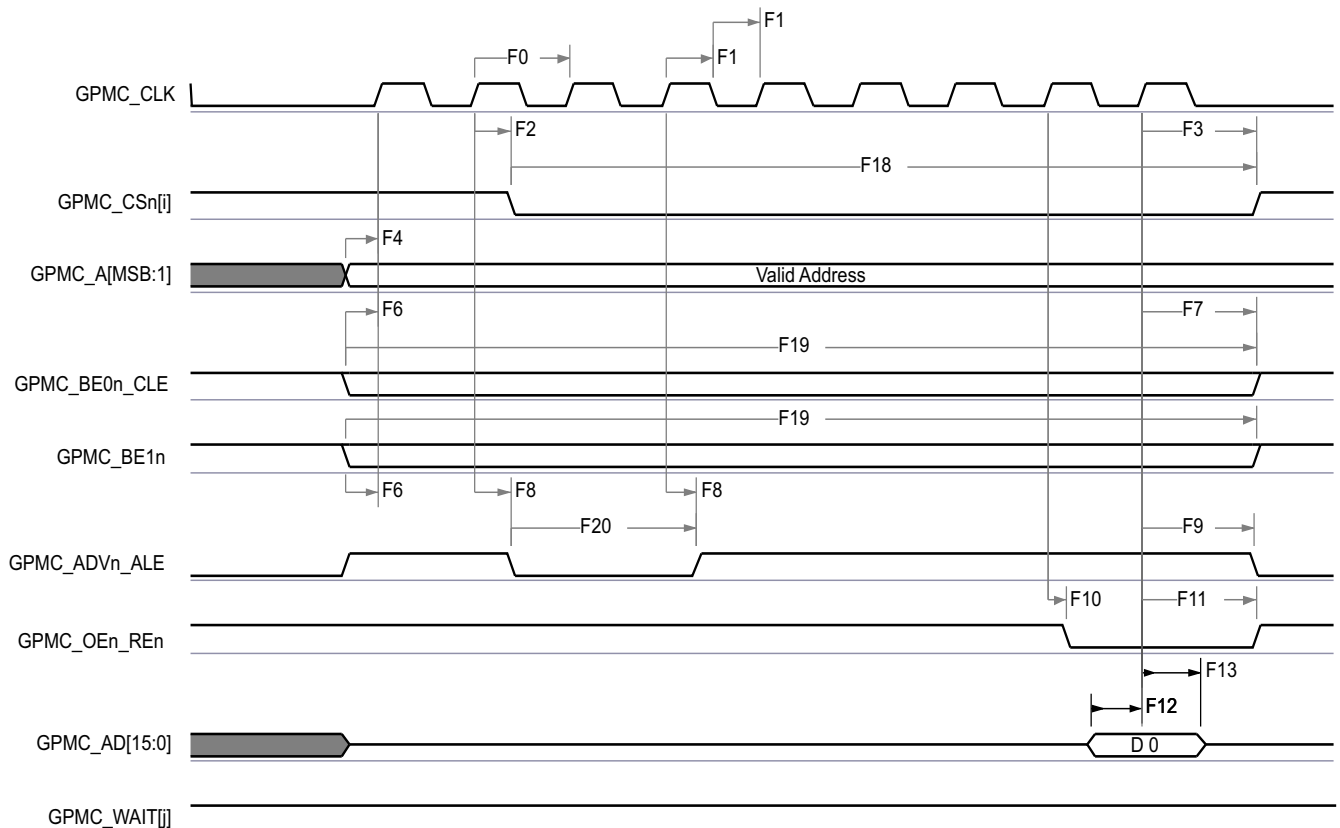 F1
F0
F1
GPMC_CLK
F2
F3
F18
GPMC_CSn[i]
F4
GPMC_A[MSB:1]
Valid Address
F6
F7
F19
GPMC_BE0n_CLE
F19
GPMC_BE1n
F6
F8
F8
F20
F9
GPMC_ADVn_ALE
F10
F11
GPMC_OEn_REn
F13
F12
GPMC_AD[15:0]
D 0
GPMC_WAIT[j]